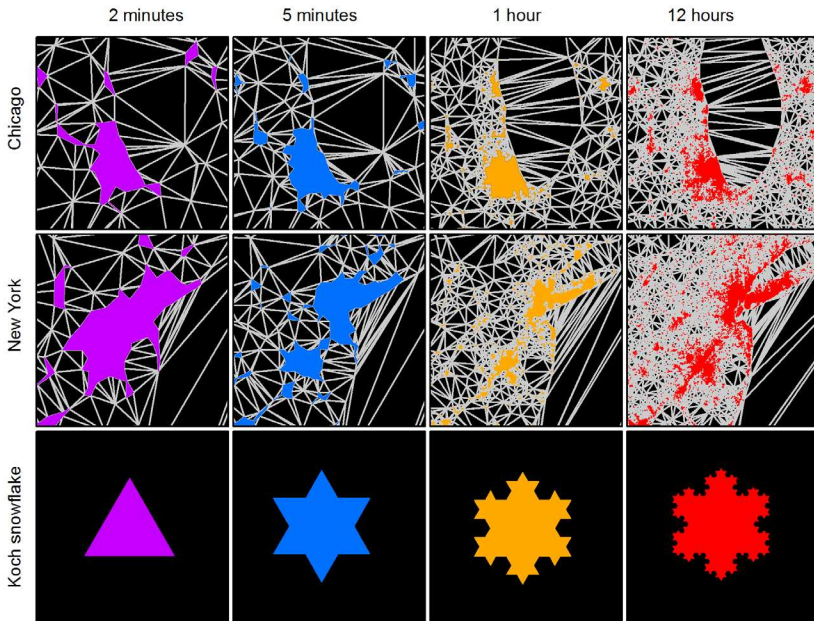 2 minutes
5 minutes
1 hour
12 hours
Chicago
New York
Koch snowflake